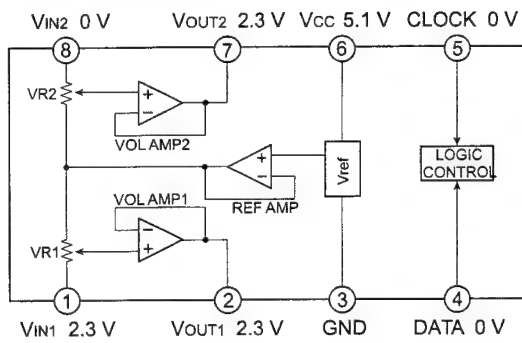 VIN2 0 V
VOUT2 2.3 V
VCC 5.1 V
CLOCK 0 V
8
7
6
5
VR2
+
−
VOL AMP2
+
−
REF AMP
Vref
LOGIC
CONTROL
VOL AMP1
−
+
VR1
1
2
3
4
VIN1 2.3 V
VOUT1 2.3 V
GND
DATA 0 V